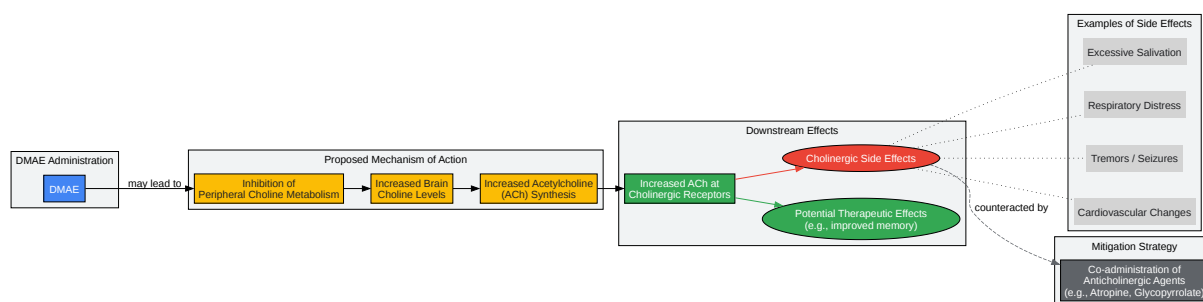 DMAE Administration
DMAE
may lead to
Proposed Mechanism of Action
Inhibition of
Peripheral Choline Metabolism
Increased Brain
Choline Levels
Increased Acetylcholine
(ACh) Synthesis
Downstream Effects
Increased ACh at
Cholinergic Receptors
Cholinergic Side Effects
Potential Therapeutic Effects
(e.g., improved memory)
counteracted by
Examples of Side Effects
Excessive Salivation
Respiratory Distress
Tremors / Seizures
Cardiovascular Changes
Mitigation Strategy
Co-administration of
Anticholinergic Agents
(e.g., Atropine, Glycopyrrolate)